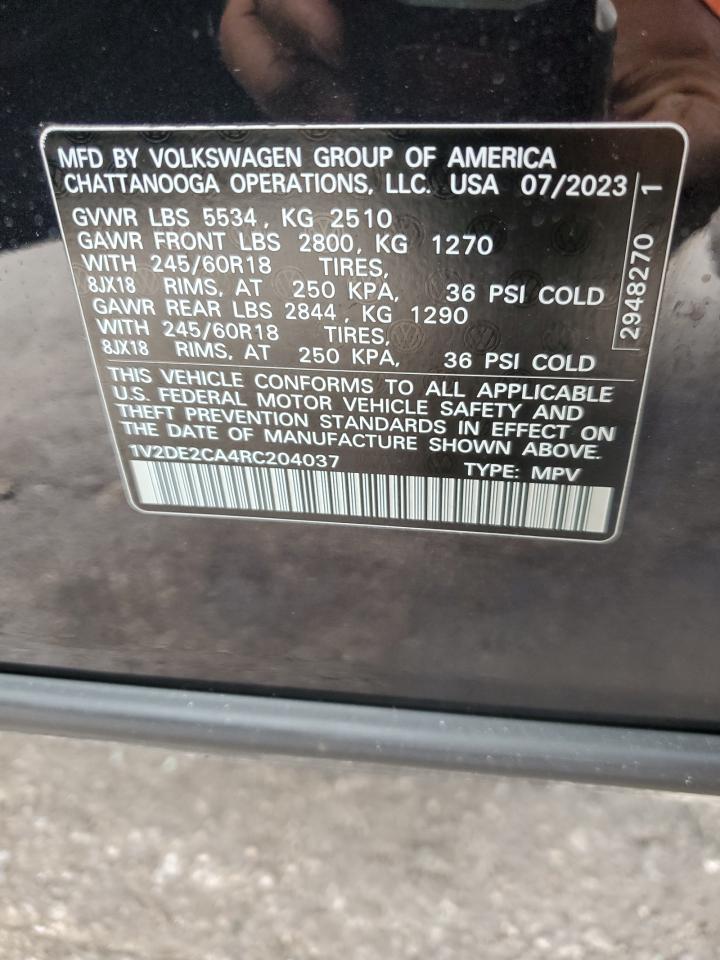 MFD BY VOLKSWAGEN GROUP OF AMERICA
CHATTANOOGA OPERATIONS, LLC. USA 07/2023
GVWR LBS 5534, KG 2510
GAWR FRONT LBS 2800, KG 1270
WITH 245/60R18 TIRES,
8JX18 RIMS, AT 250 KPA, 36 PSI COLD
GAWR REAR LBS 2844, KG 1290
WITH 245/60R18 TIRES,
8JX18 RIMS, AT 250 KPA, 36 PSI COLD
2948270 1
THIS VEHICLE CONFORMS TO ALL APPLICABLE
U.S. FEDERAL MOTOR VEHICLE SAFETY AND
THEFT PREVENTION STANDARDS IN EFFECT ON
THE DATE OF MANUFACTURE SHOWN ABOVE.
1V2DE2CA4RC204037 TYPE: MPV